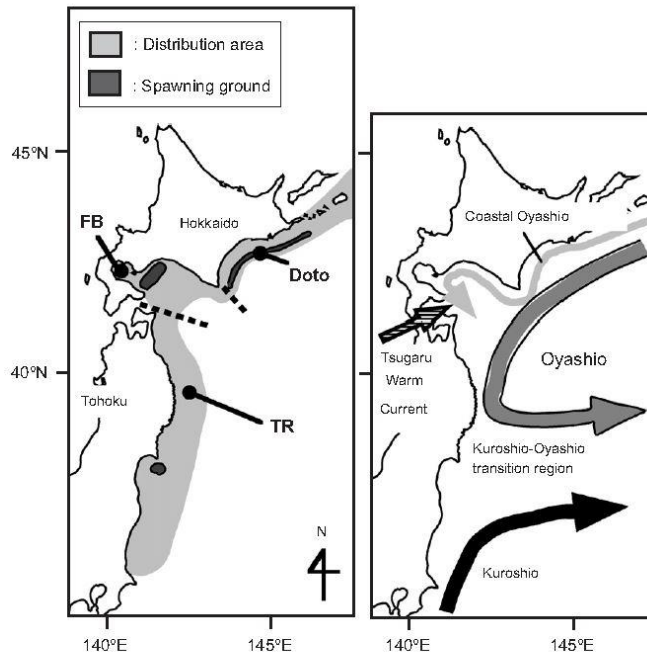 : Distribution area
: Spawning ground
45°N
Hokkaido
FB
Doto
40°N
Tohoku
TR
N
140°E
145°E
Coastal Oyashio
Oyashio
Tsugaru
Warm
Current
Kuroshio-Oyashio
transition region
Kuroshio
140°E
145°E